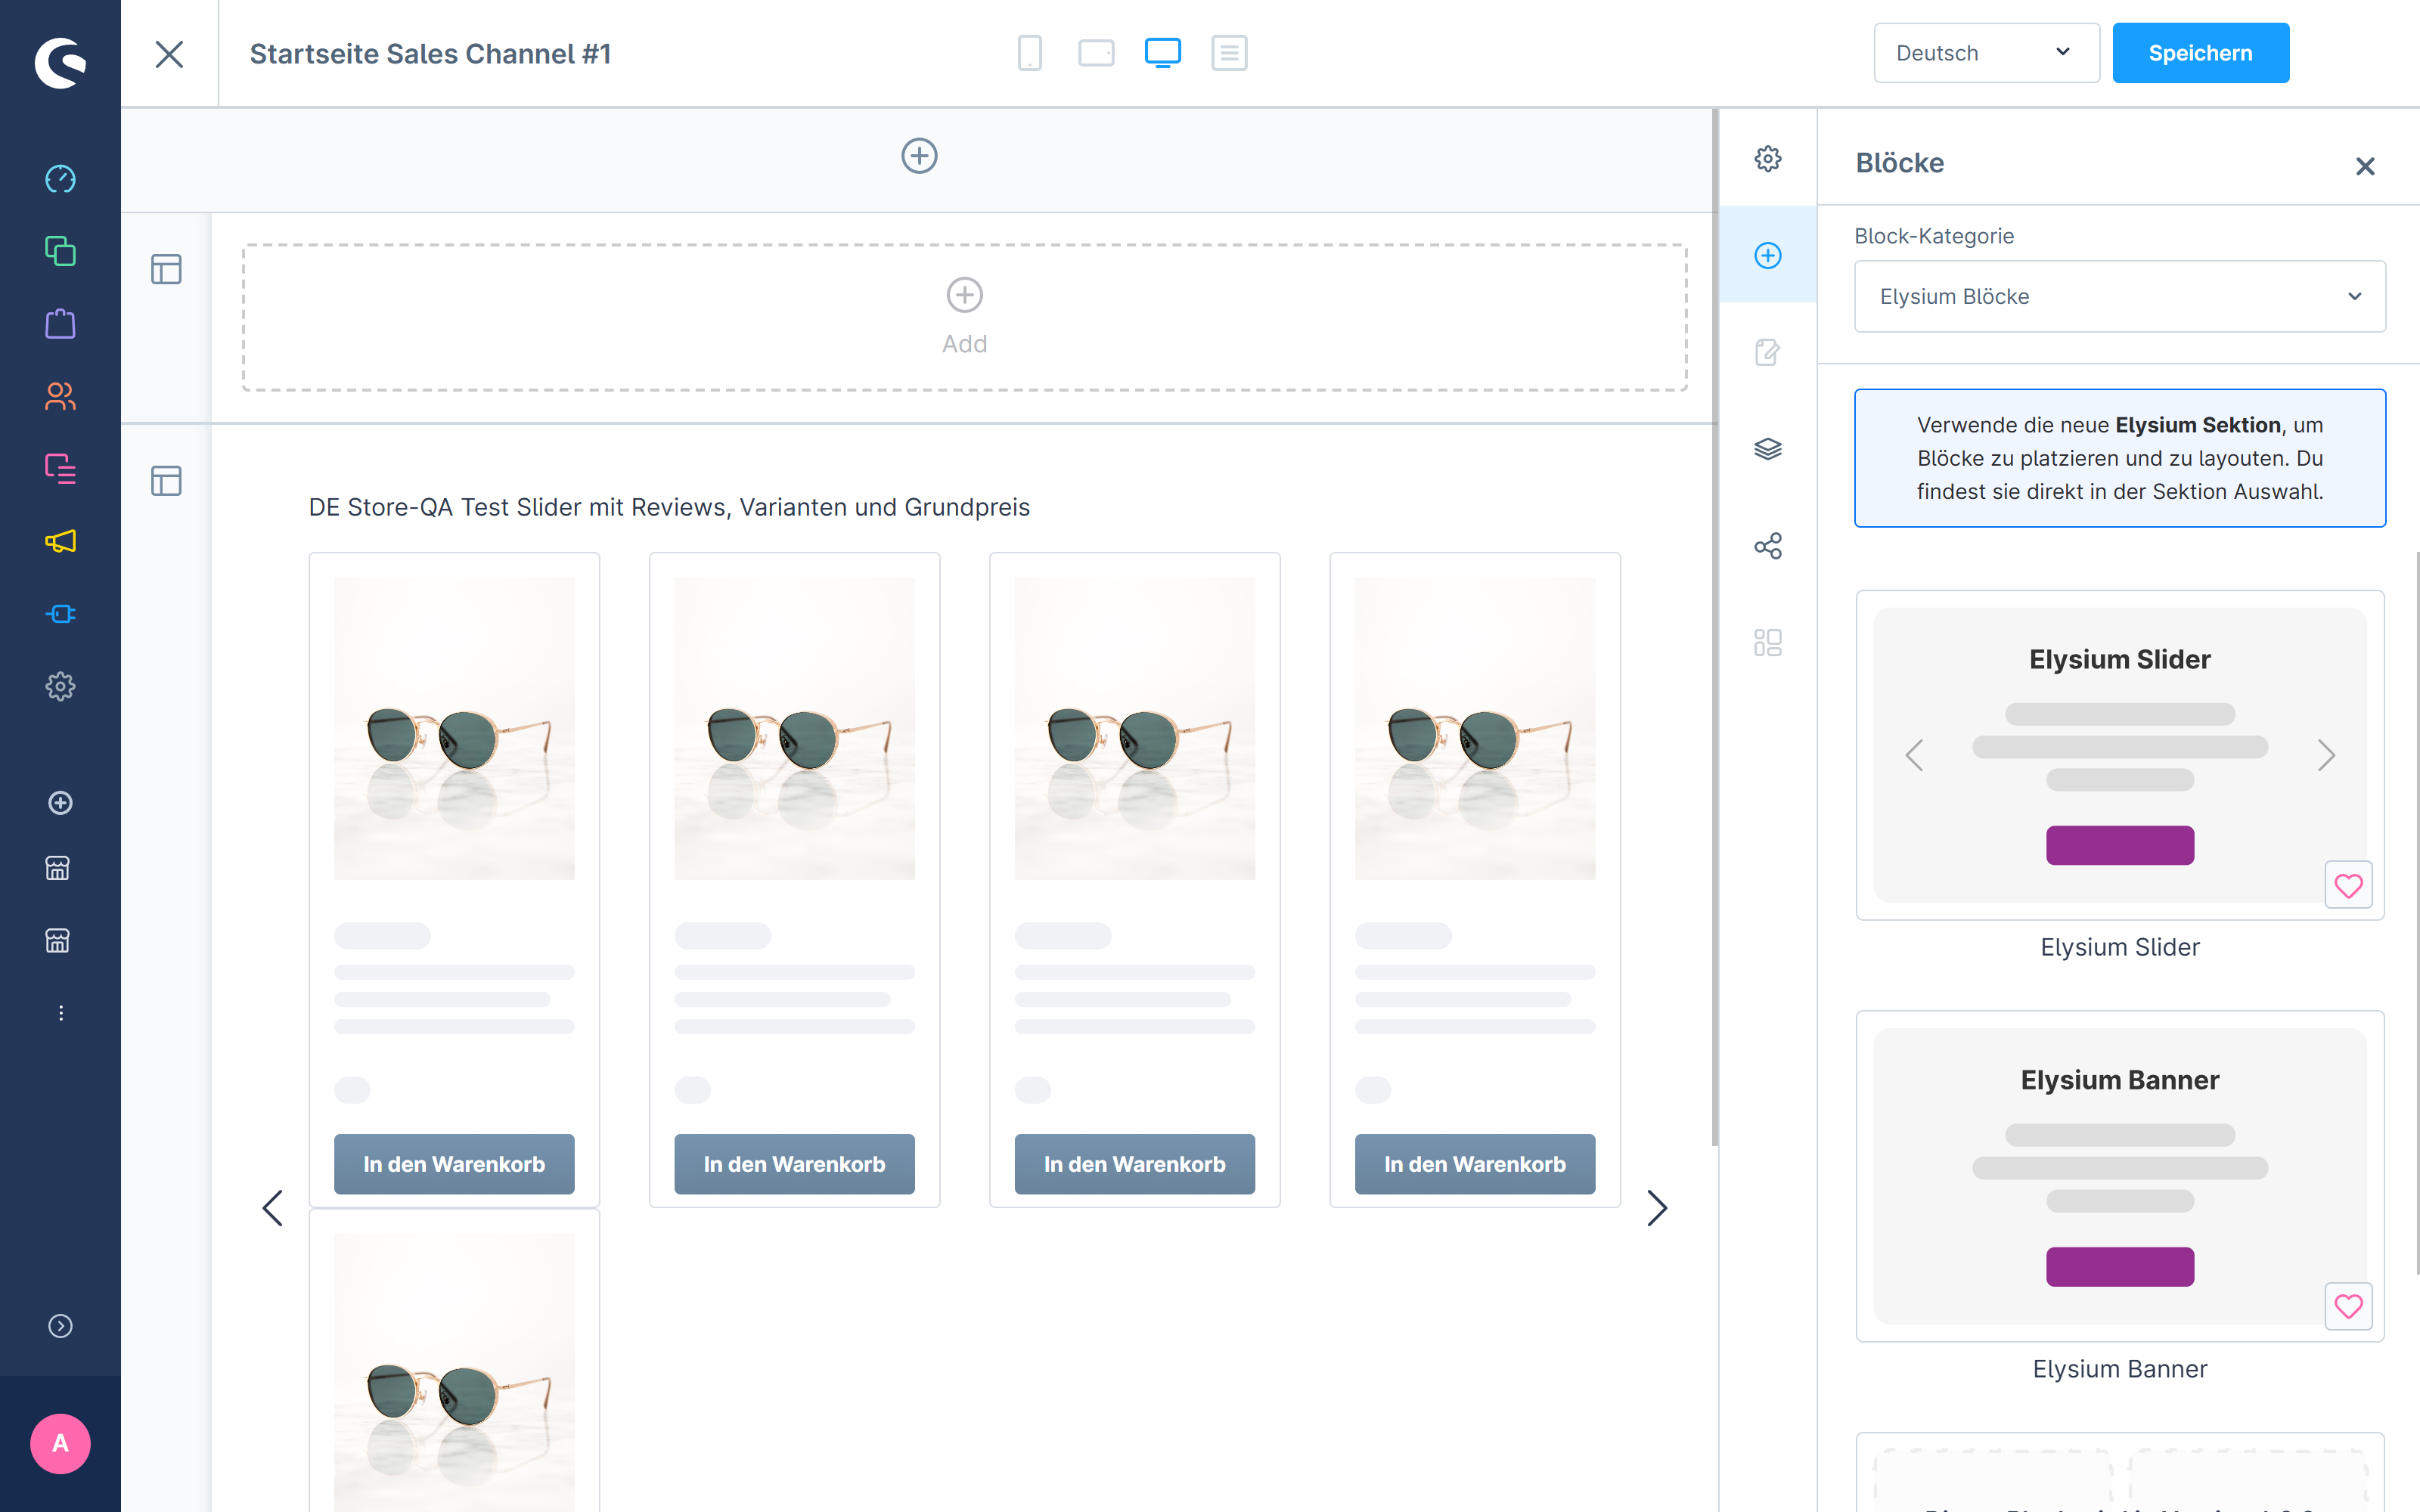 Startseite Sales Channel #1
Deutsch
Speichern
Add
DE Store-QA Test Slider mit Reviews, Varianten und Grundpreis
In den Warenkorb
In den Warenkorb
In den Warenkorb
In den Warenkorb
A
Blöcke
Block-Kategorie
Elysium Blöcke
Verwende die neue Elysium Sektion, um
Blöcke zu platzieren und zu layouten. Du
findest sie direkt in der Sektion Auswahl.
Elysium Slider
Elysium Slider
Elysium Banner
Elysium Banner